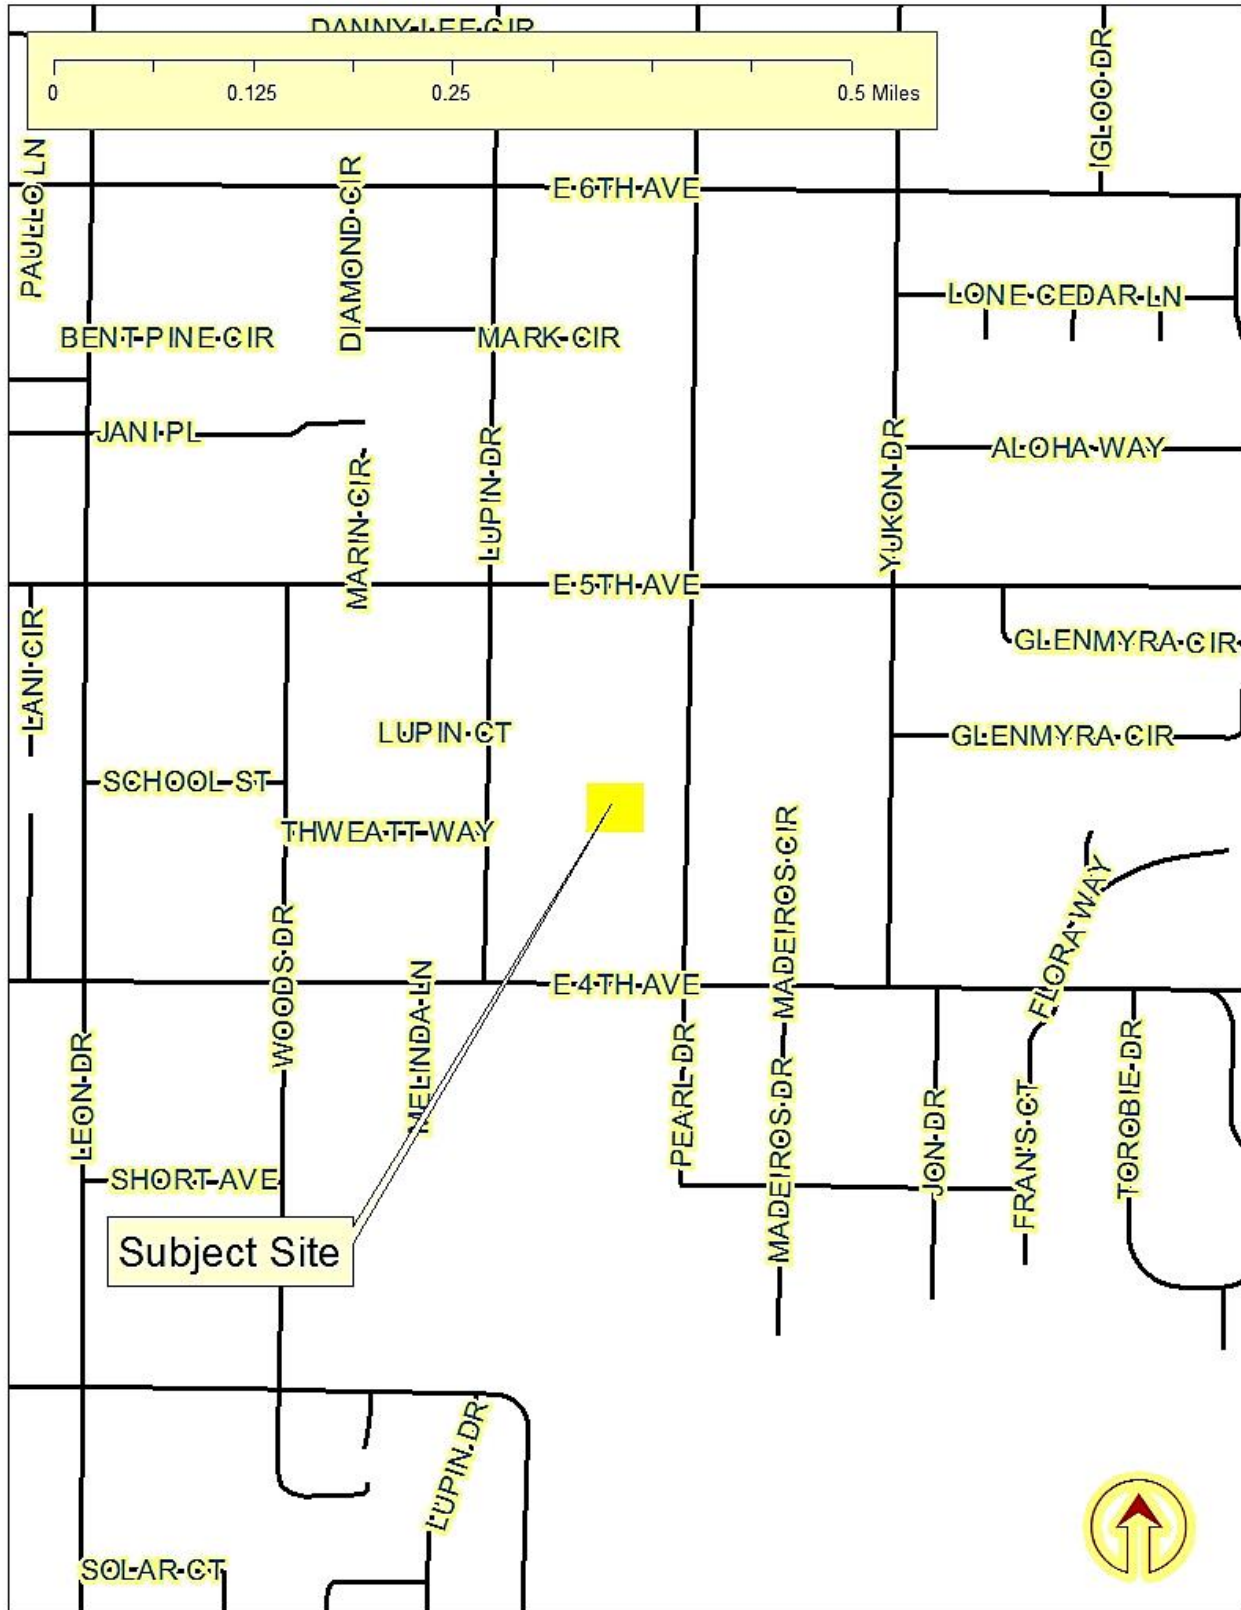 DANNY LEE CIR
0 0.125 0.25 0.5 Miles
IGLOO DR
PAULLO LN
DIAMOND CIR
E 6TH AVE
LONE CEDAR LN
BENT PINE CIR
MARK CIR
JANI PL
LUPIN DR
YUKON DR
ALOHA WAY
MARIN CIR
E 5TH AVE
LANI CIR
GLENMYRA CIR
LUPIN CT
GLENMYRA CIR
SCHOOL ST
THWEATT WAY
MADEIROS CIR
FLORA WAY
WOODS DR
MELINDA LN
E 4TH AVE
LEON DR
PEARL DR
MADEIROS DR
JON DR
FRAN'S CT
TOROBIE DR
SHORT AVE
Subject Site
LUPIN DR
SOLAR CT